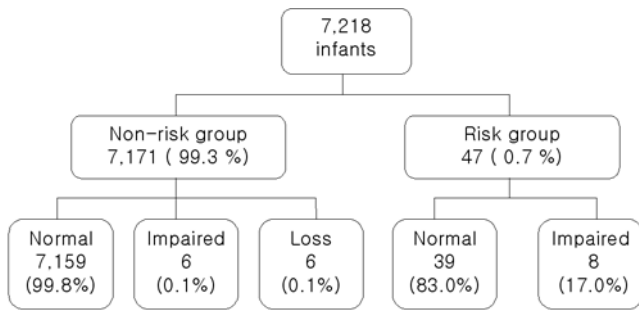 7,218
infants
Non-risk group
7,171 ( 99.3 %)
Risk group
47 ( 0.7 %)
Normal
7,159
(99.8%)
Impaired
6
(0.1%)
Loss
6
(0.1%)
Normal
39
(83.0%)
Impaired
8
(17.0%)